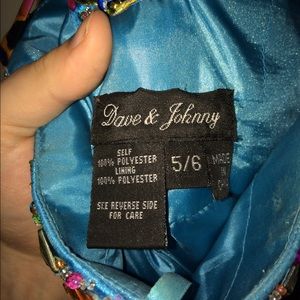 Dave & Johnny
SELF
100% POLYESTER
LINING
100% POLYESTER
SEE REVERSE SIDE
FOR CARE
5/6
MADE
IN